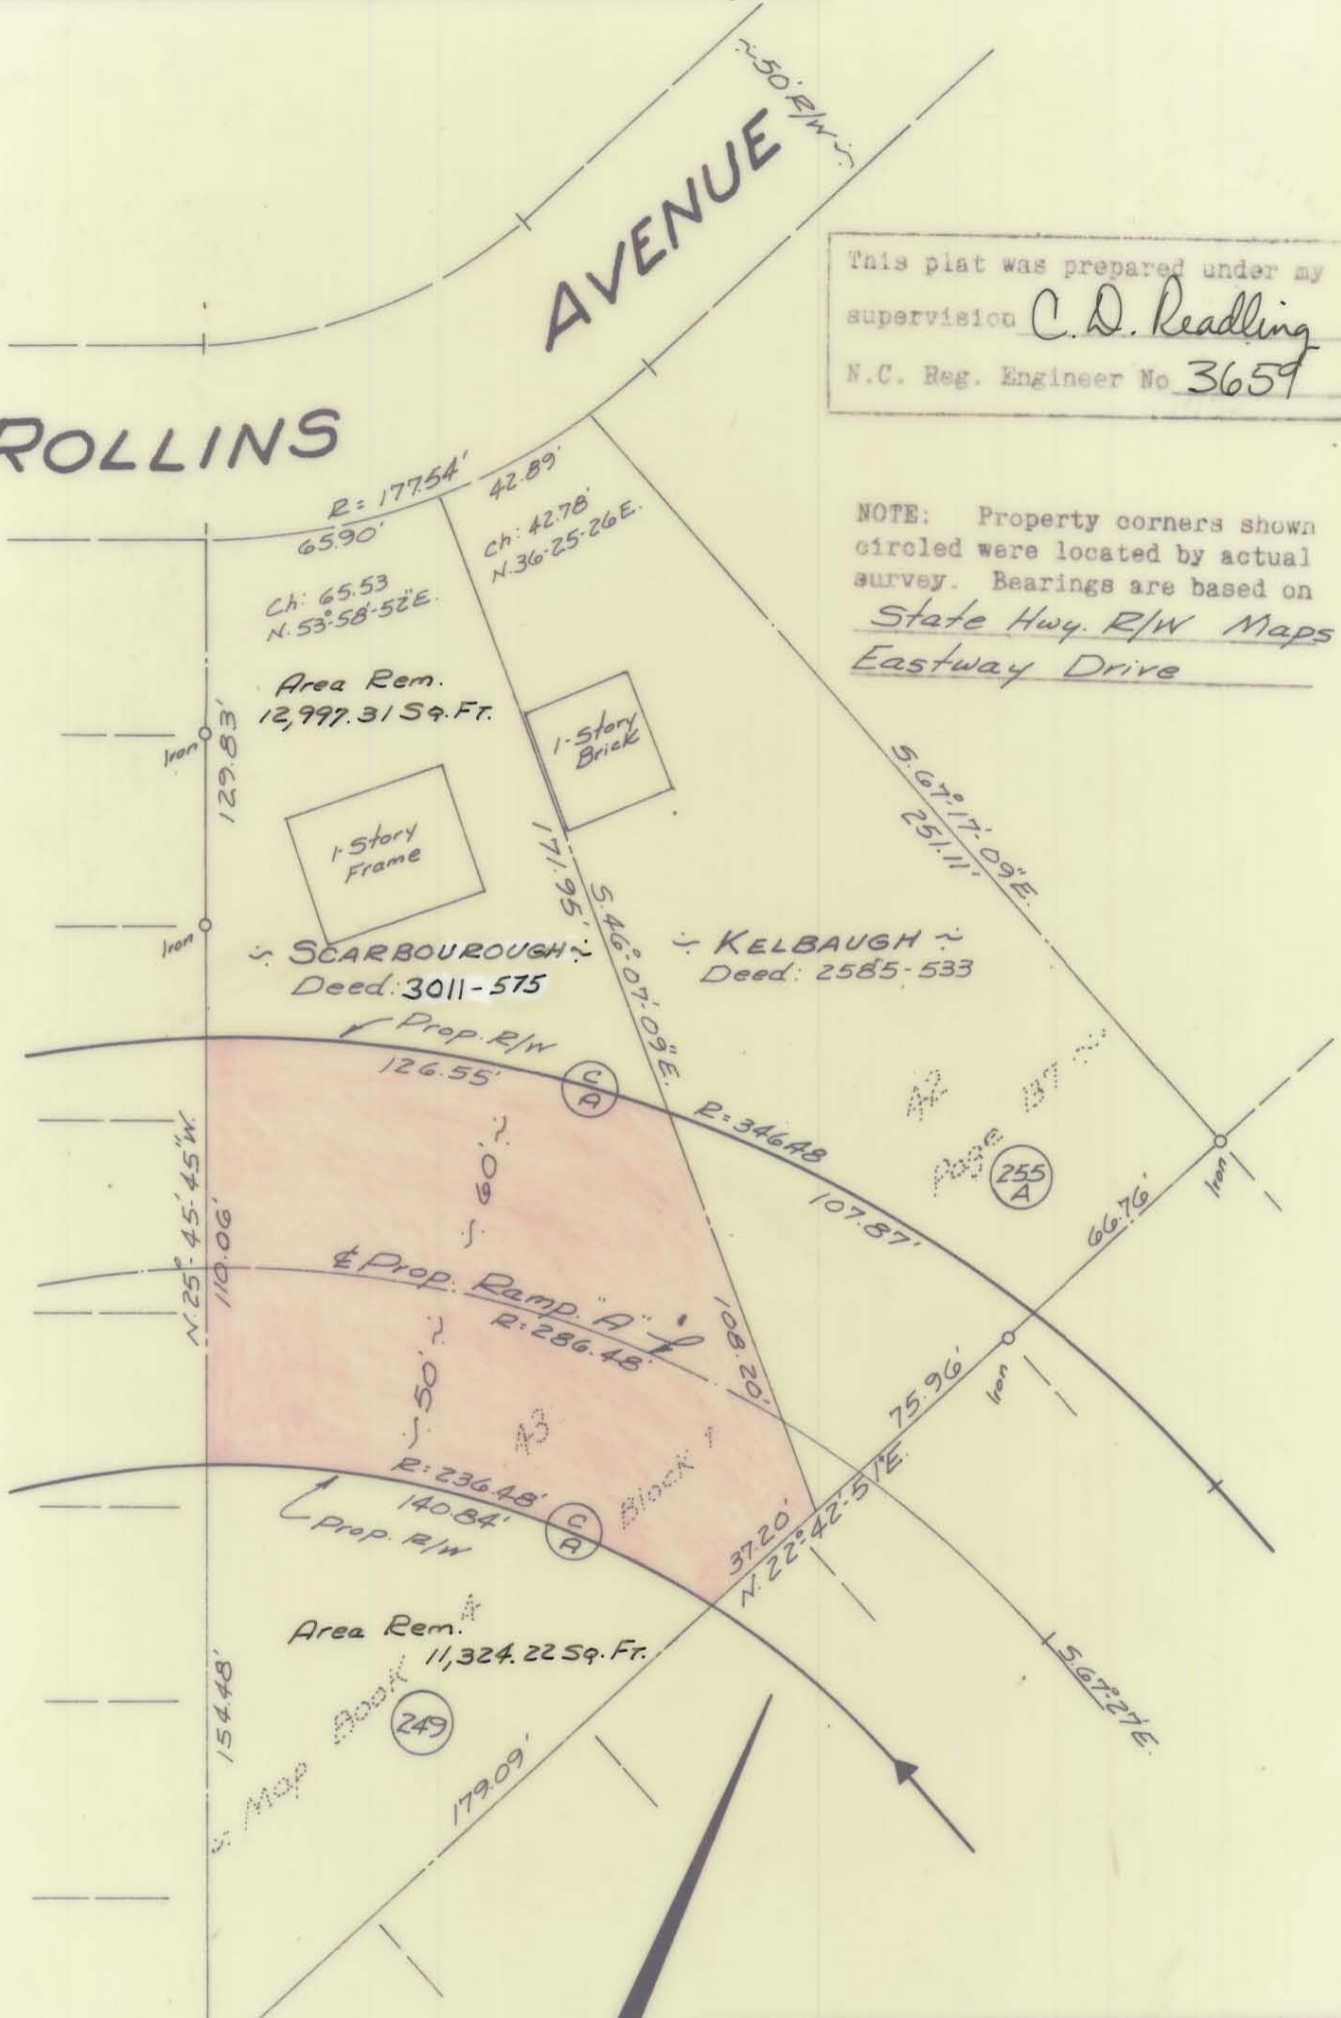 ~50' R/W~
AVENUE
ROLLINS
This plat was prepared under my
supervision C.D. Readling
N.C. Reg. Engineer No 3659
NOTE: Property corners shown
circled were located by actual
survey. Bearings are based on
State Hwy. R/W Maps
Eastway Drive
R= 177.54'
65.90'
42.89'
Ch: 42.78'
N.36-25-26E.
Ch: 65.53
N.53°-58'-52"E.
Area Rem.
12,997.31 Sq.Ft.
Iron
129.83'
Iron
1-Story
Brick
1-Story
Frame
171.95'
S.46°-07'-09"E.
S.67°-17'-09"E.
251.11'
~ SCARBOUROUGH ~
Deed: 3011-575
~ KELBAUGH ~
Deed: 2585-533
Prop. R/W
126.55'
C
A
R=346.48
107.87'
A2
Page 137 ~
255
A
Iron
66.76'
~60'~
N.25°-45'-45"W.
110.06'
₵ Prop. Ramp. "A"
R=286.48'
108.20'
75.96'
Iron
~50'~
A3
Block 1
R=236.48'
140.84'
Prop. R/W
C
A
37.20'
N.22°-42'-51"E.
S.67°-27'E.
Area Rem.
11,324.22 Sq.Ft.
154.48'
~ Map Book 4
249
179.09'